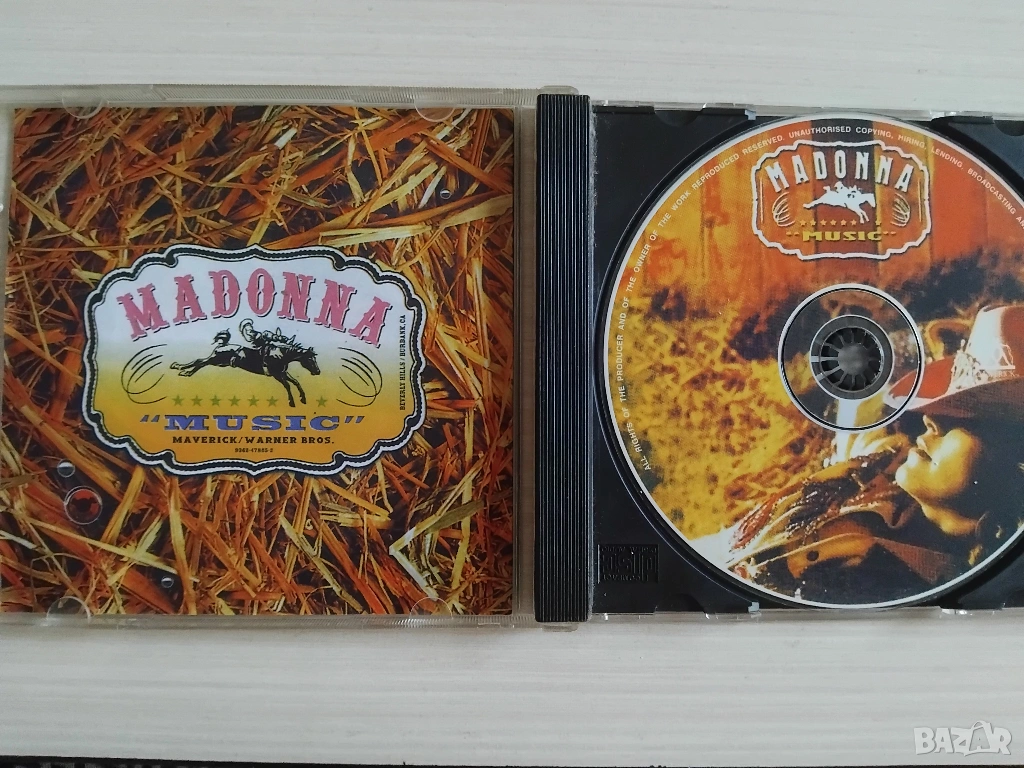 MADONNA
BEVERLY HILLS / BURBANK, CA
"MUSIC"
MAVERICK/WARNER BROS.
ALL RIGHTS OF THE PRODUCER AND OF THE OWNER OF THE WORK REPRODUCED RESERVED. UNAUTHORISED COPYING, HIRING, LENDING, BROADCASTING
MADONNA
"MUSIC"
BAZAR